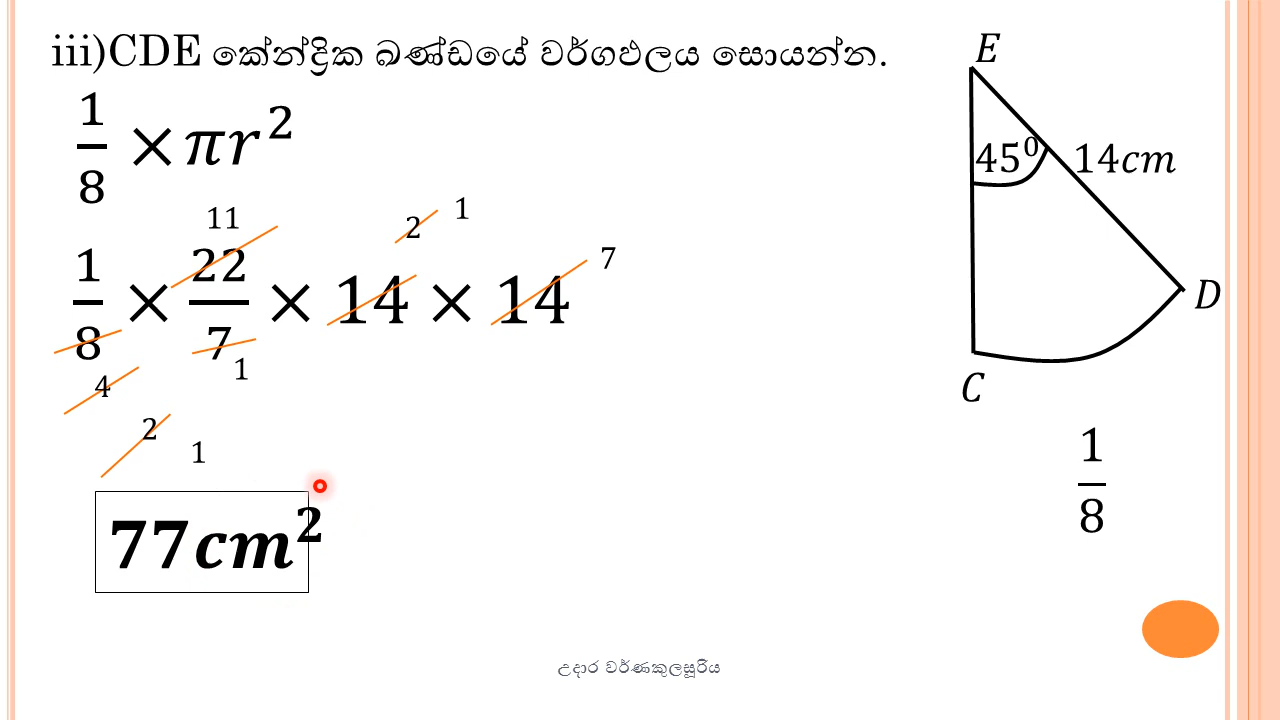 iii)CDE කේන්ද්‍රික ඛණ්ඩයේ වර්ගඵලය සොයන්න.
1/8 × πr²
11 2 1 7
1/8 × 22/7 × 14 × 14
4 1
2 1
77cm²
E
45⁰ 14cm
D
C
1/8
උදාර වර්ණකුලසූරිය